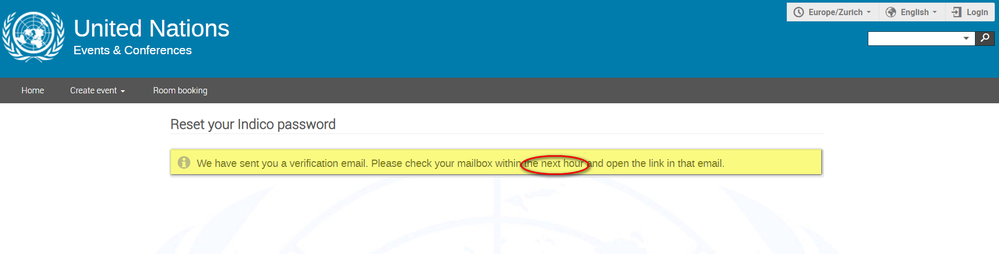 United Nations
Events & Conferences
Europe/Zurich
English
Login
Home
Create event
Room booking
Reset your Indico password
We have sent you a verification email. Please check your mailbox within the next hour and open the link in that email.